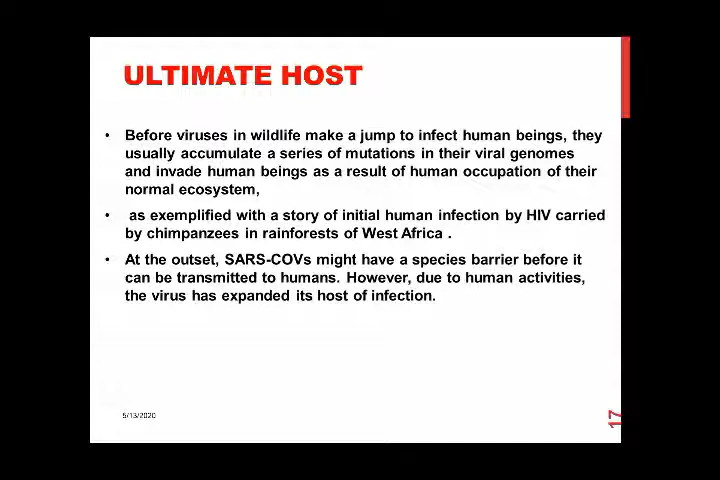 ULTIMATE HOST
• Before viruses in wildlife make a jump to infect human beings, they
usually accumulate a series of mutations in their viral genomes
and invade human beings as a result of human occupation of their
normal ecosystem,
• as exemplified with a story of initial human infection by HIV carried
by chimpanzees in rainforests of West Africa .
• At the outset, SARS-COVs might have a species barrier before it
can be transmitted to humans. However, due to human activities,
the virus has expanded its host of infection.
5/13/2020
17